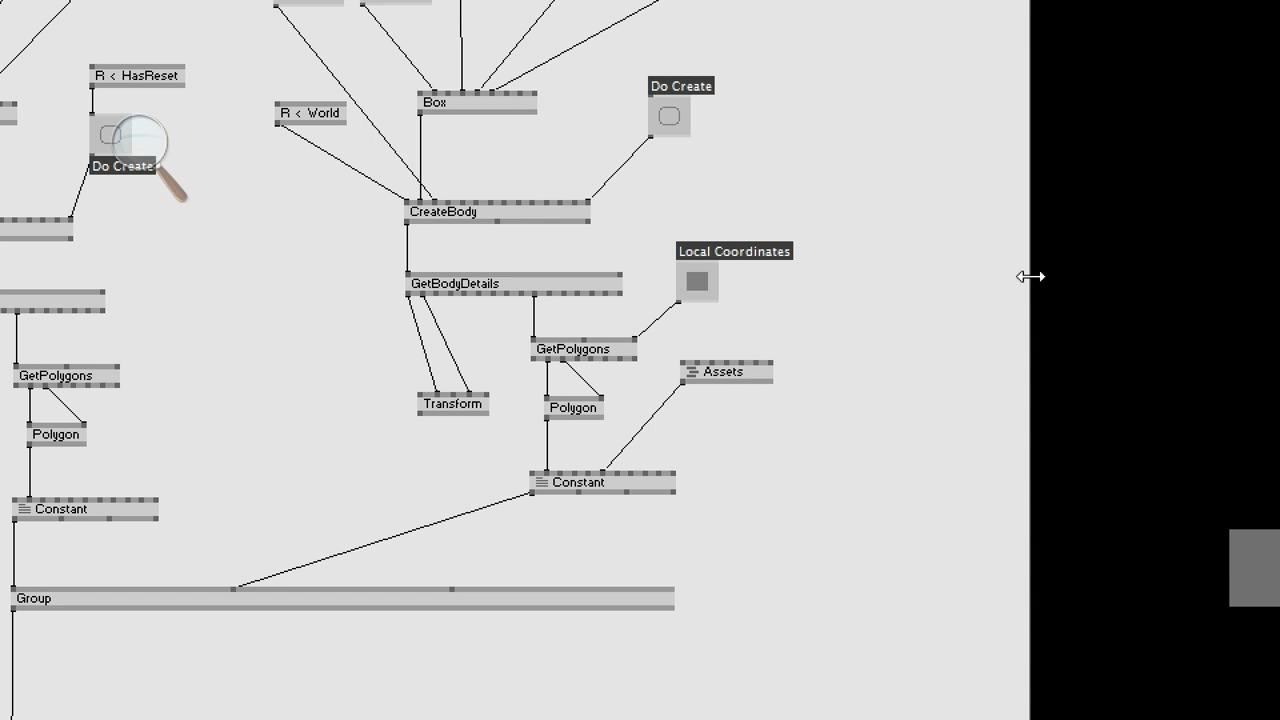 R < HasReset
Do Create
R < World
Box
Do Create
CreateBody
Local Coordinates
GetBodyDetails
GetPolygons
Assets
GetPolygons
Transform
Polygon
Polygon
Constant
Constant
Group